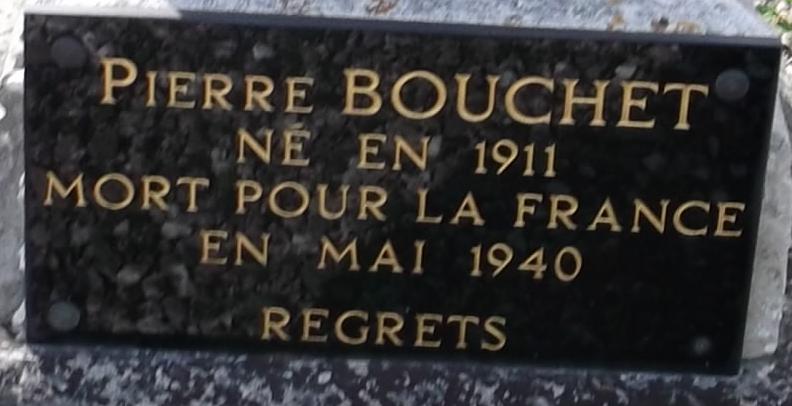 PIERRE BOUCHET
NÉ EN 1911
MORT POUR LA FRANCE
EN MAI 1940
REGRETS